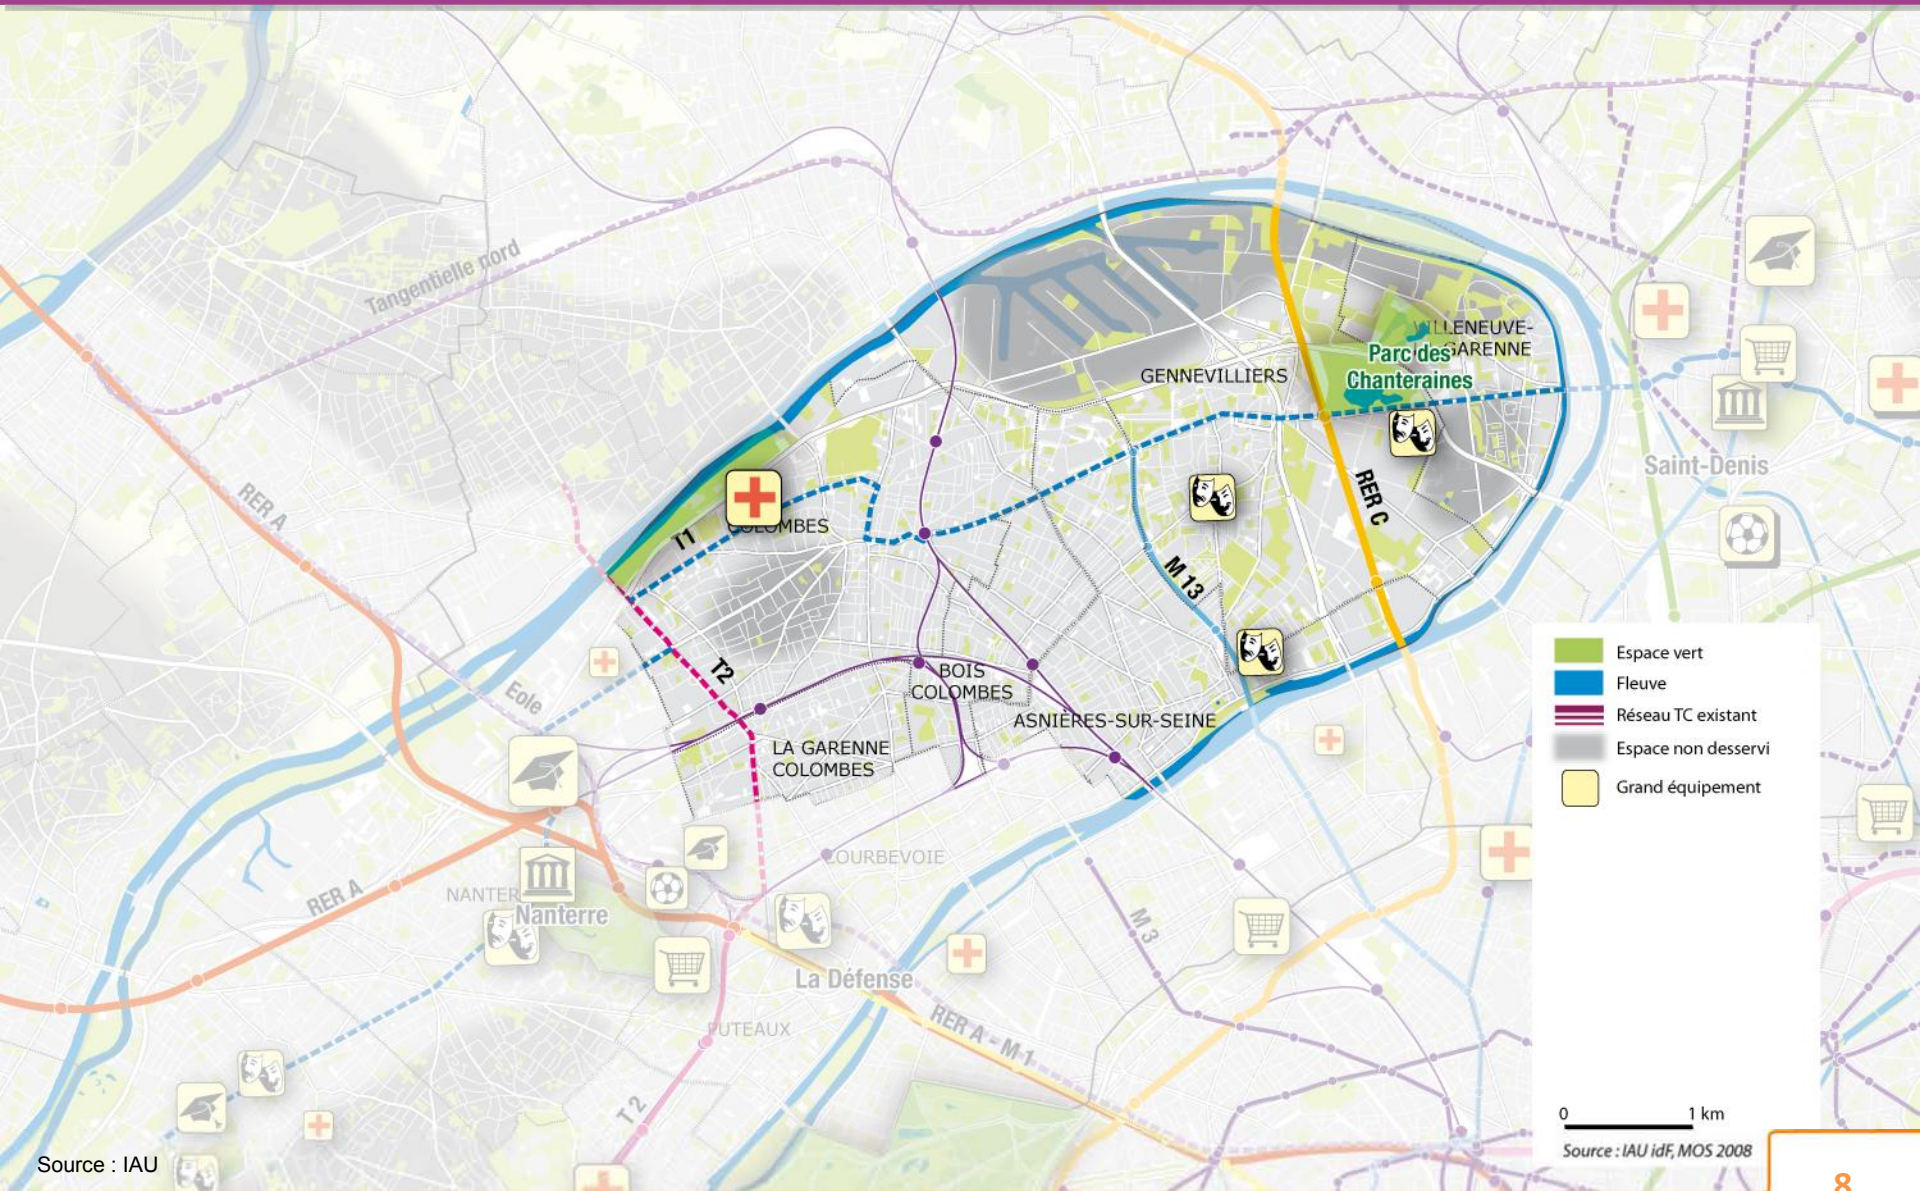 Tangentielle nord
VILLENEUVE-
GARENNE
Parc des
Chanteraines
GENNEVILLIERS
Saint-Denis
RER A
RER C
COLOMBES
T1
M 13
T2
Eole
BOIS
COLOMBES
ASNIÈRES-SUR-SEINE
LA GARENNE
COLOMBES
COURBEVOIE
RER A
NANTER
Nanterre
M 3
La Défense
PUTEAUX
RER A - M 1
T 2
Espace vert
Fleuve
Réseau TC existant
Espace non desservi
Grand équipement
0 1 km
Source : IAU idF, MOS 2008
Source : IAU
8